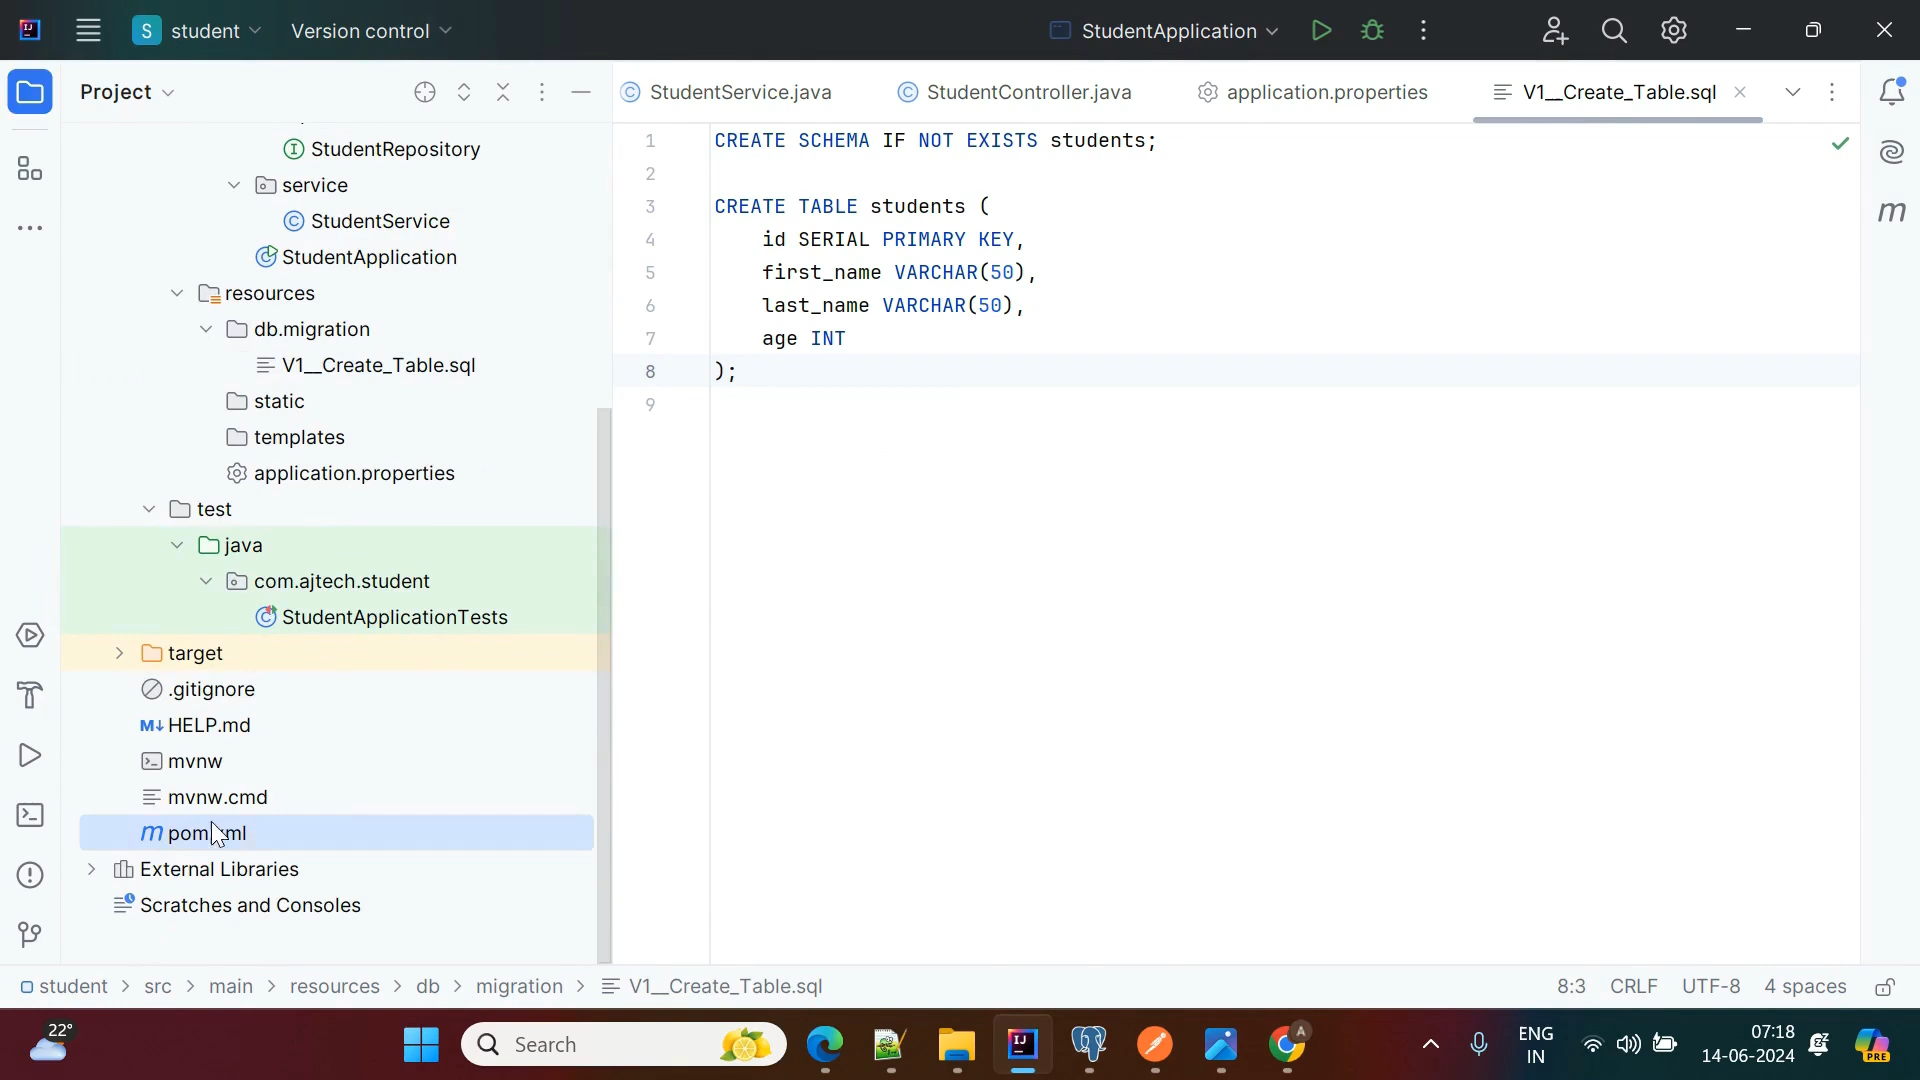 S student Version control StudentApplication
Project
StudentService.java StudentController.java application.properties V1__Create_Table.sql
StudentRepository
service
StudentService
StudentApplication
resources
db.migration
V1__Create_Table.sql
static
templates
application.properties
test
java
com.ajtech.student
StudentApplicationTests
target
.gitignore
M↓ HELP.md
mvnw
mvnw.cmd
m pom.xml
External Libraries
Scratches and Consoles
1 CREATE SCHEMA IF NOT EXISTS students;
2
3 CREATE TABLE students (
4 id SERIAL PRIMARY KEY,
5 first_name VARCHAR(50),
6 last_name VARCHAR(50),
7 age INT
8 );
9
m
student > src > main > resources > db > migration > V1__Create_Table.sql 8:3 CRLF UTF-8 4 spaces
22° Search ENG 07:18
IN 14-06-2024 PRE